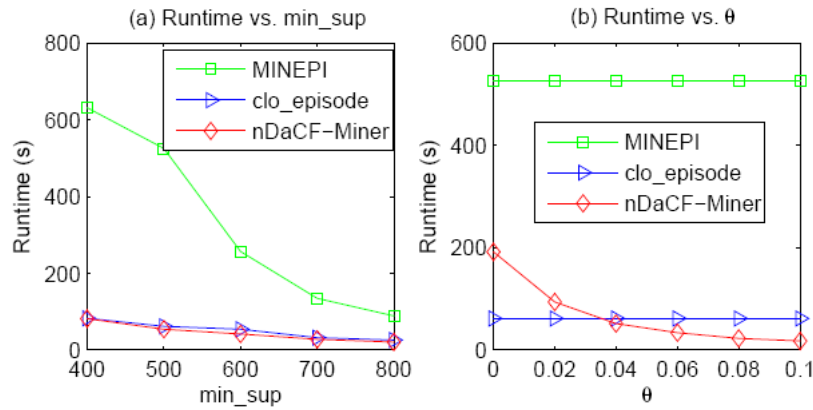 (a) Runtime vs. min_sup
800
600
400
200
0
Runtime (s)
MINEPI
clo_episode
nDaCF-Miner
400 500 600 700 800
min_sup
(b) Runtime vs. θ
600
400
200
0
Runtime (s)
MINEPI
clo_episode
nDaCF-Miner
0 0.02 0.04 0.06 0.08 0.1
θ